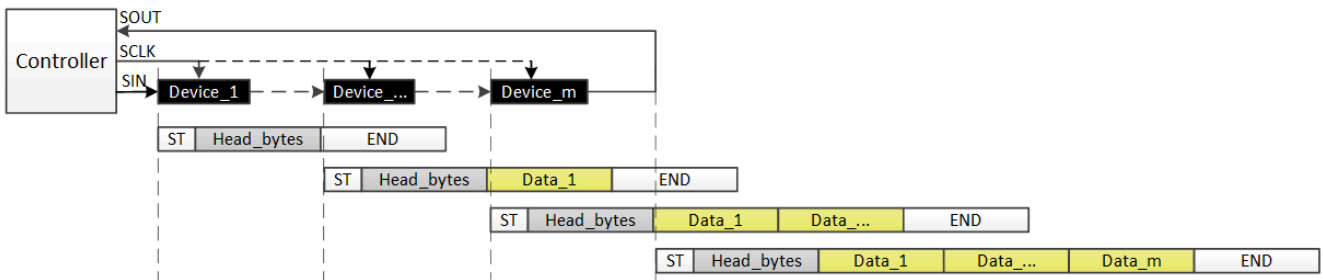 SOUT
SCLK
Controller
SIN
Device_1 Device_... Device_m
ST Head_bytes END
ST Head_bytes Data_1 END
ST Head_bytes Data_1 Data_... END
ST Head_bytes Data_1 Data_... Data_m END